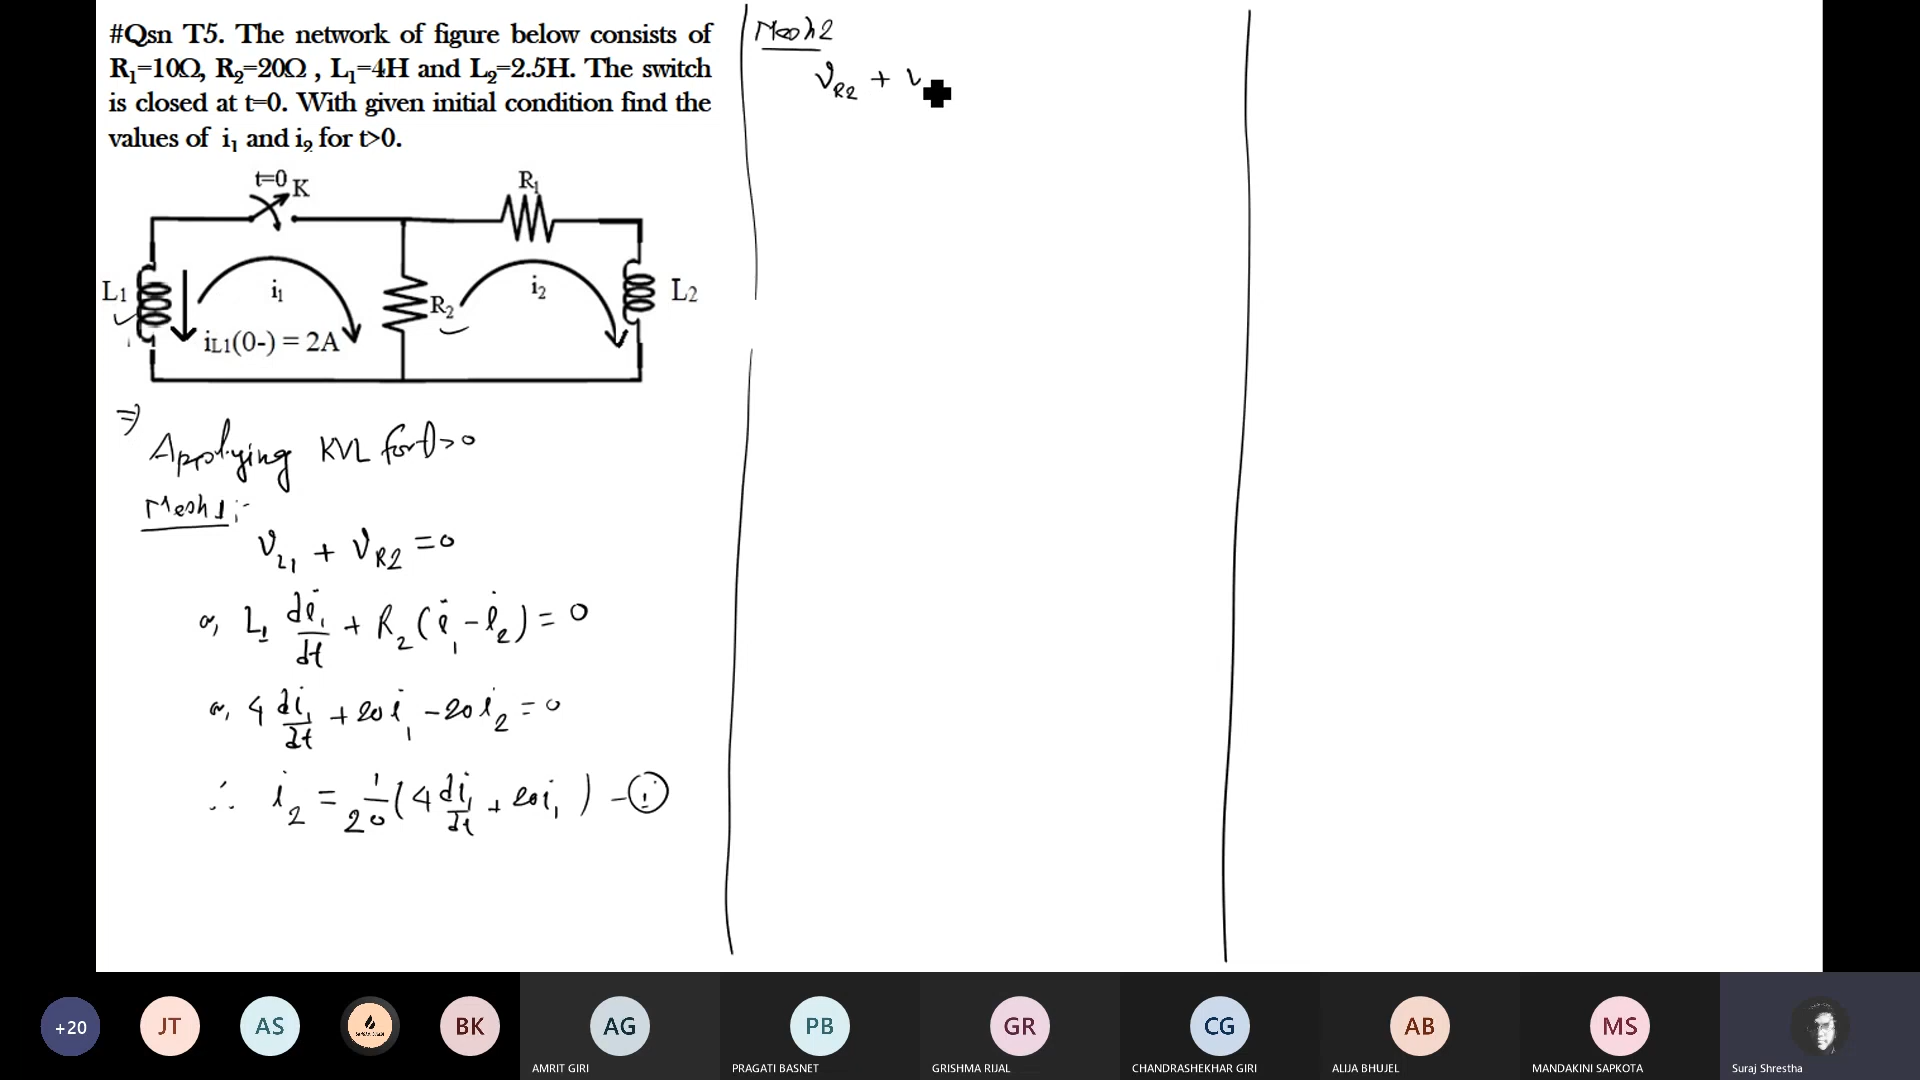 #Qsn T5. The network of figure below consists of
R₁=10Ω, R₂=20Ω , L₁=4H and L₂=2.5H. The switch
is closed at t=0. With given initial condition find the
values of i₁ and i₂ for t>0.
t=0 K
R₁
L1
i₁
R₂
i₂
L2
iL1(0-) = 2A
⇒ Applying KVL for t>0
Mesh 1:-
V_L1 + V_R2 = 0
or, L₁ di₁/dt + R₂(i₁ - i₂) = 0
or, 4 di₁/dt + 20i₁ - 20i₂ = 0
∴ i₂ = 1/20 (4 di₁/dt + 20i₁) - (i)
Mesh 2
V_R2 +
+20
JT
AS
BK
AG
PB
GR
CG
AB
MS
AMRIT GIRI
PRAGATI BASNET
GRISHMA RIJAL
CHANDRASHEKHAR GIRI
ALIJA BHUJEL
MANDAKINI SAPKOTA
Suraj Shrestha